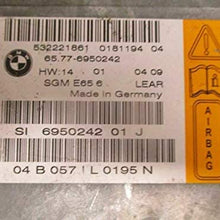 532221861 0181194 04
65.77-6950242
HW:14 01 04 09
SGM E65 6 LEAR
Made in Germany
SI 6950242 01 J
04 B 057 1 L 0195 N
AIRBAG